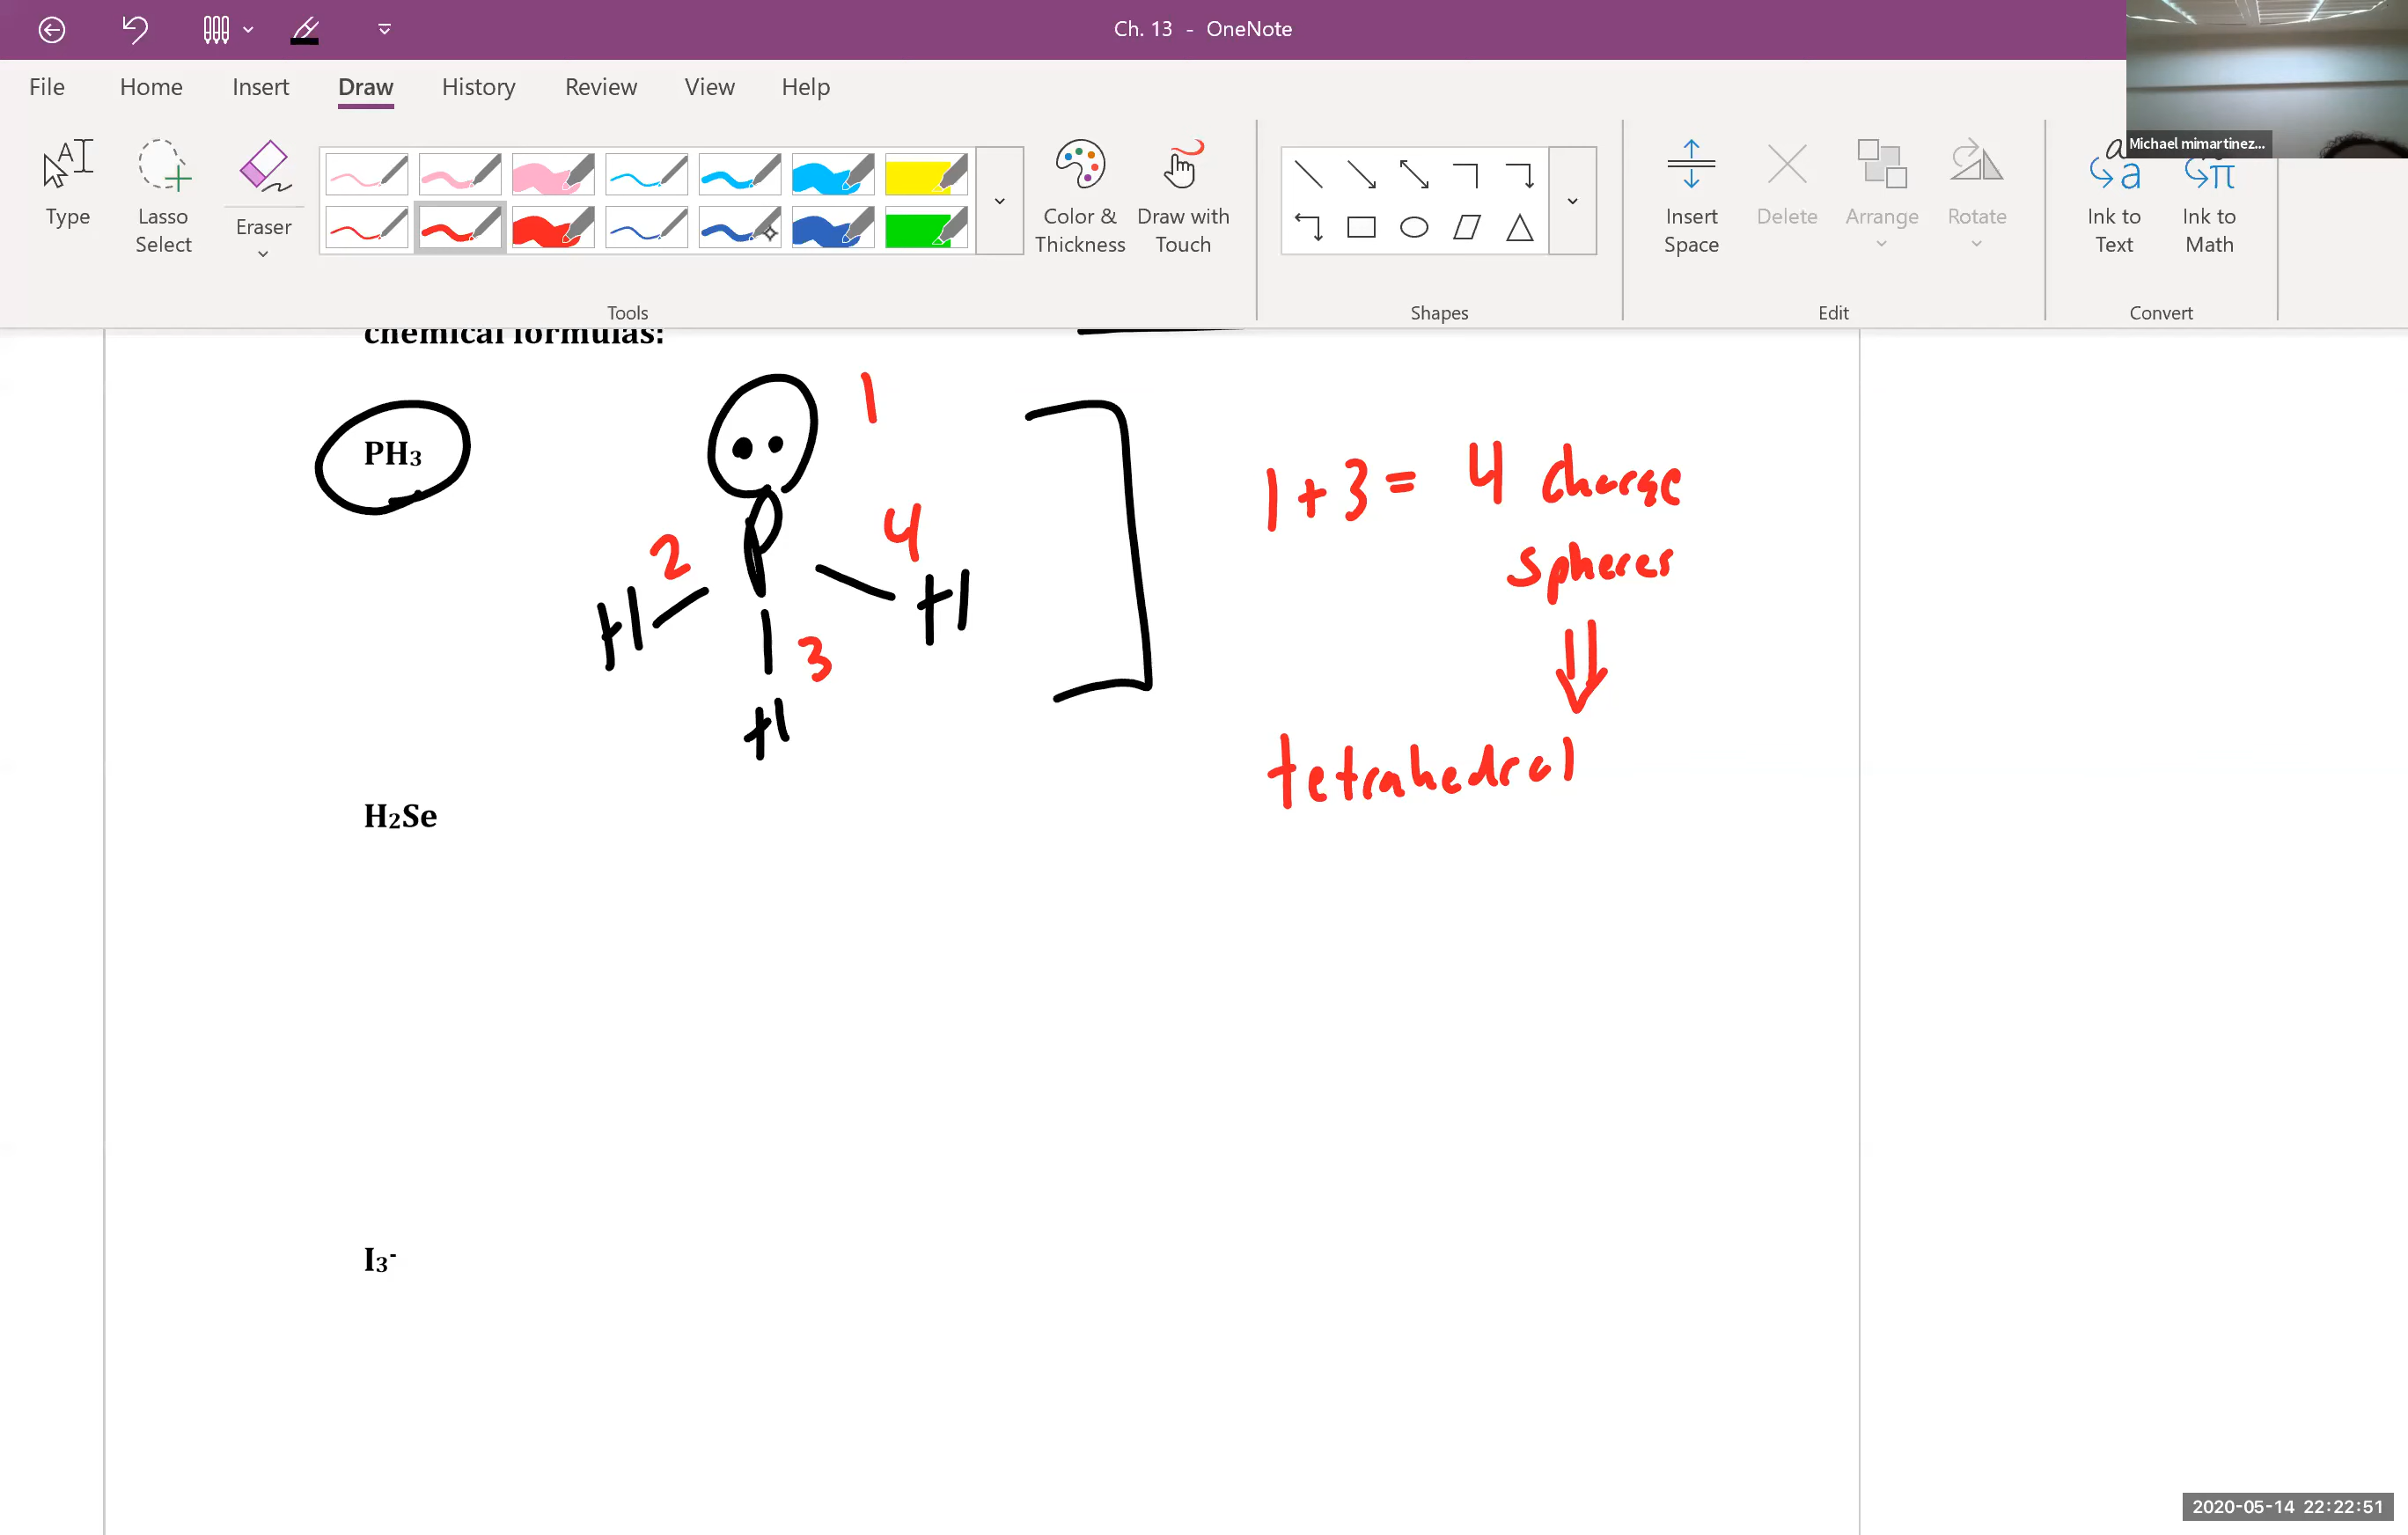 Ch. 13 - OneNote
File Home Insert Draw History Review View Help
Type
Lasso Select
Eraser
Color & Thickness
Draw with Touch
Insert Space
Delete
Arrange
Rotate
Ink to Text
Ink to Math
Tools
Shapes
Edit
Convert
Michael mimartinez...
chemical formulas:
PH₃
1
P
2
4
H
H
3
H
1 + 3 = 4 charge
spheres
tetrahedral
H₂Se
I₃⁻
2020-05-14 22:22:51